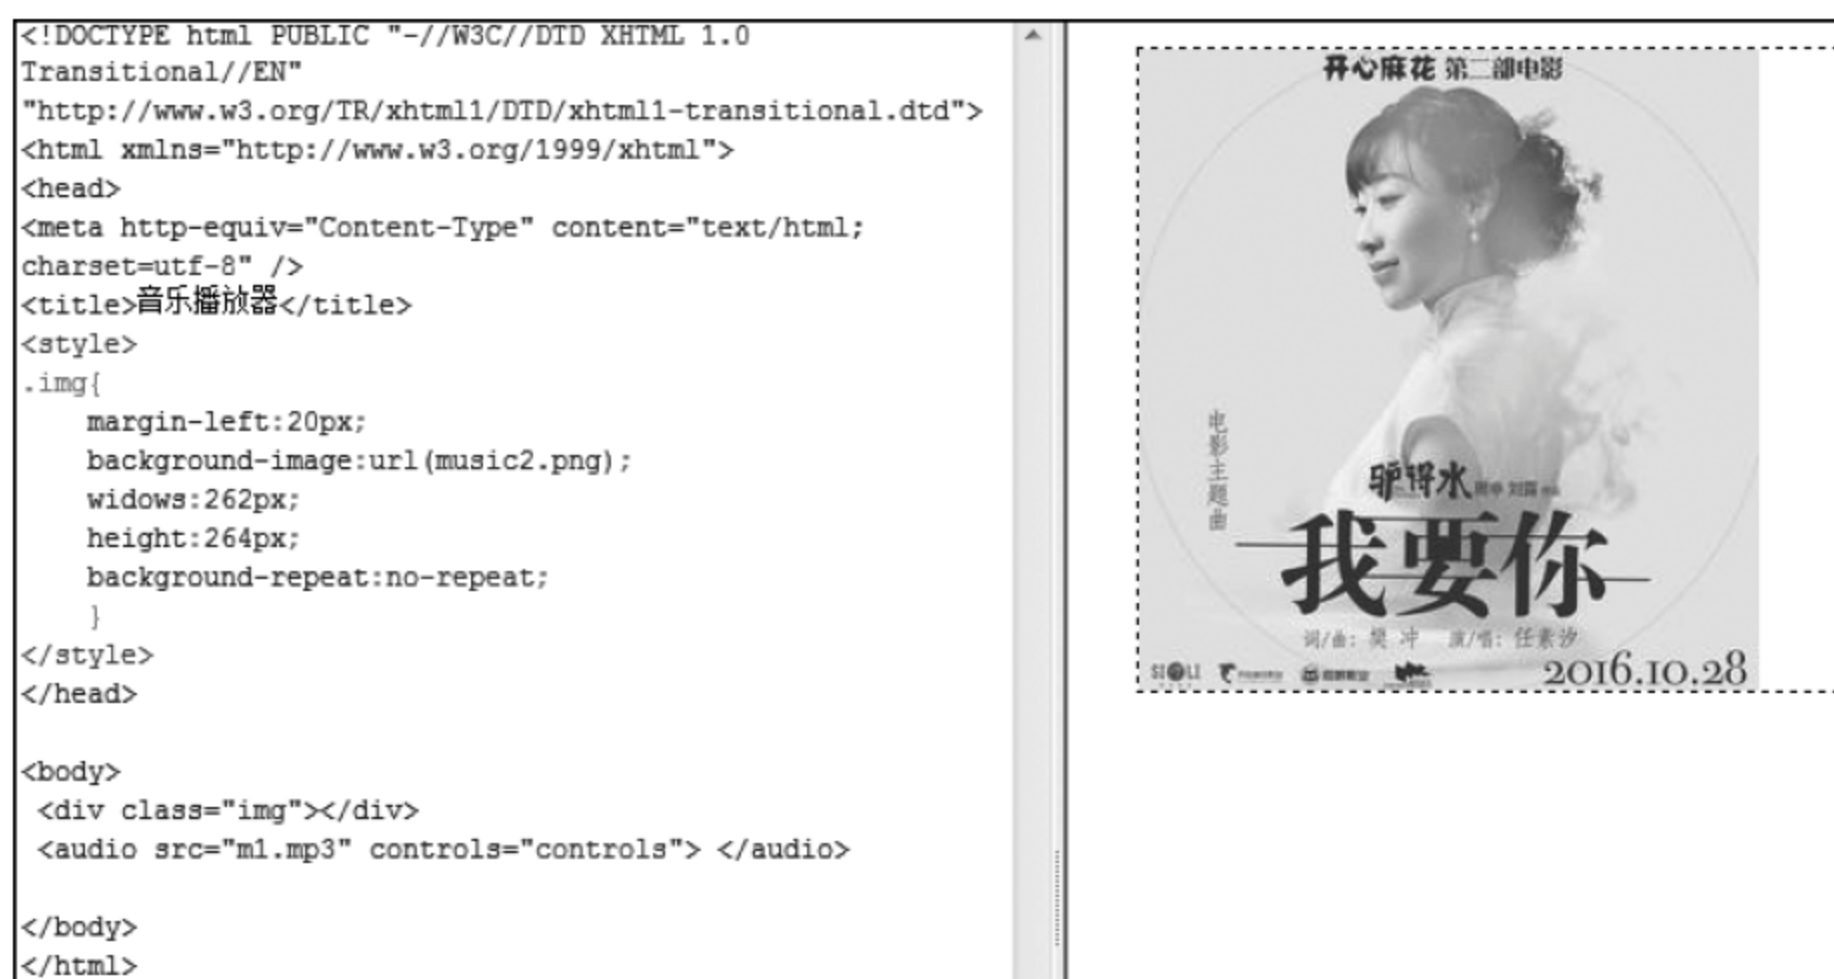 <!DOCTYPE html PUBLIC "-//W3C//DTD XHTML 1.0
Transitional//EN"
"http://www.w3.org/TR/xhtml1/DTD/xhtml1-transitional.dtd">
<html xmlns="http://www.w3.org/1999/xhtml">
<head>
<meta http-equiv="Content-Type" content="text/html;
charset=utf-8" />
<title>音乐播放器</title>
<style>
.img{
    margin-left:20px;
    background-image:url(music2.png);
    widows:262px;
    height:264px;
    background-repeat:no-repeat;
    }
</style>
</head>
<body>
 <div class="img"></div>
 <audio src="m1.mp3" controls="controls"> </audio>
</body>
</html>
开心麻花 第二部电影
电影主题曲
驴得水 刘露
我要你
词/曲: 樊 冲 演/唱: 任素汐
2016.10.28